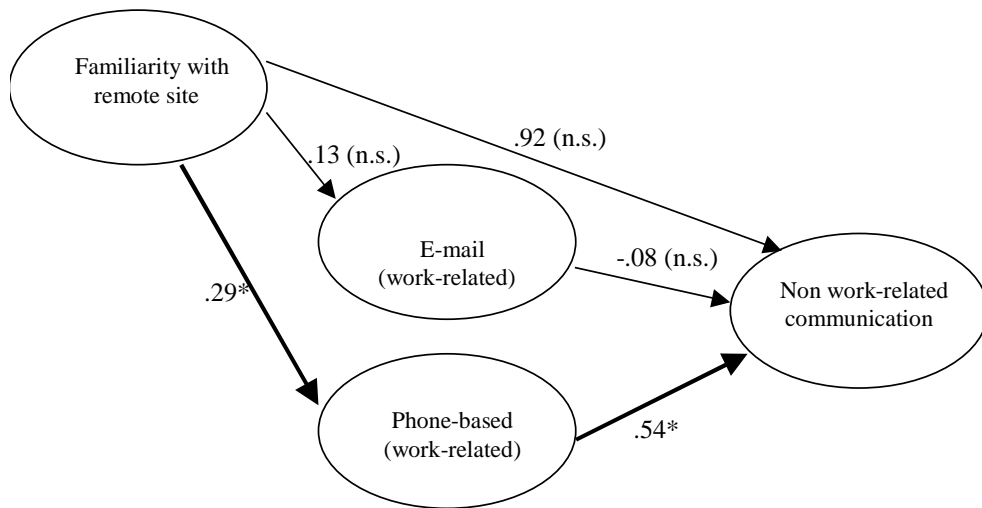 Familiarity with
remote site
.92 (n.s.)
.13 (n.s.)
E-mail
(work-related)
-.08 (n.s.)
.29*
Non work-related
communication
Phone-based
(work-related)
.54*